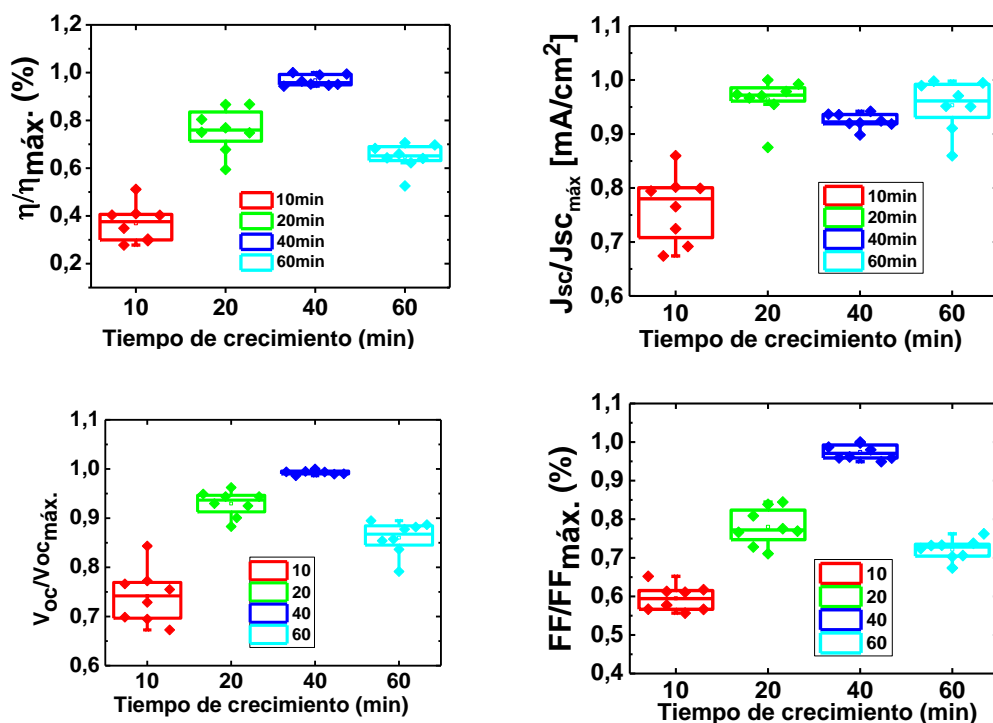 η/ηmáx. (%)
1,2
1,0
0,8
0,6
0,4
0,2
10min
20min
40min
60min
10 20 40 60
Tiempo de crecimiento (min)
Jsc/Jscmáx [mA/cm²]
1,1
1,0
0,9
0,8
0,7
0,6
10min
20min
40min
60min
10 20 40 60
Tiempo de crecimiento (min)
Voc/Vocmáx.
1,1
1,0
0,9
0,8
0,7
0,6
10
20
40
60
10 20 40 60
Tiempo de crecimiento (min)
FF/FFmáx. (%)
1,1
1,0
0,9
0,8
0,7
0,6
0,5
0,4
10
20
40
60
10 20 40 60
Tiempo de crecimiento (min)